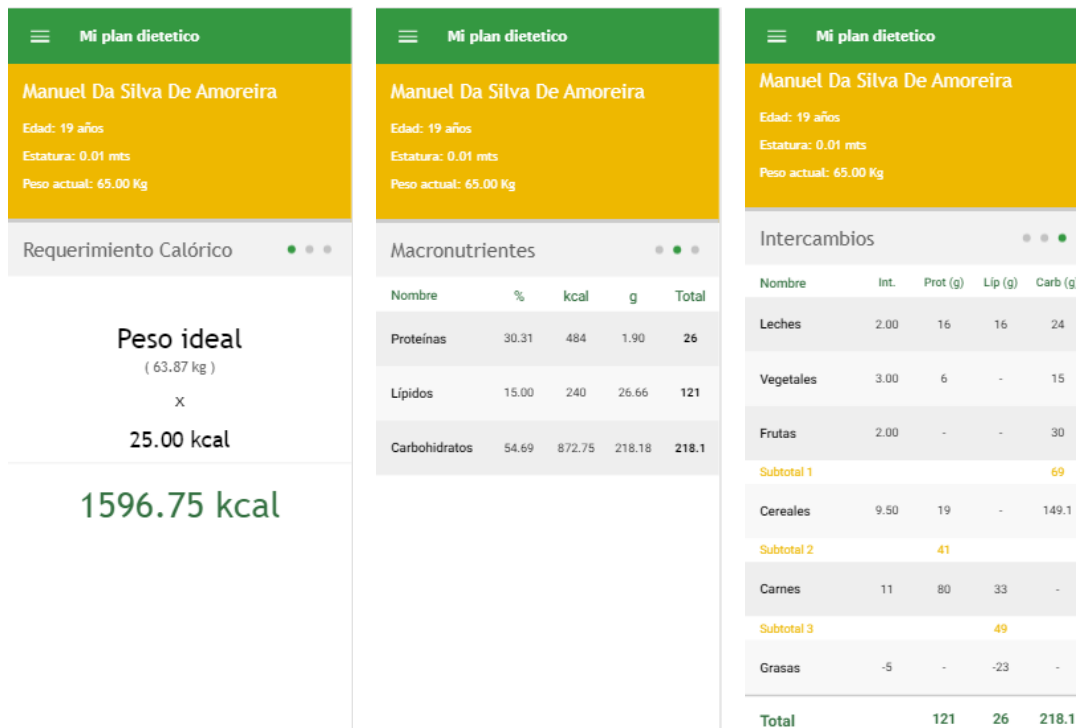 Mi plan dietetico
Manuel Da Silva De Amoreira
Edad: 19 años
Estatura: 0.01 mts
Peso actual: 65.00 Kg
Requerimiento Calórico
Peso ideal
( 63.87 kg )
x
25.00 kcal
1596.75 kcal
Mi plan dietetico
Manuel Da Silva De Amoreira
Edad: 19 años
Estatura: 0.01 mts
Peso actual: 65.00 Kg
Macronutrientes
Nombre % kcal g Total
Proteínas 30.31 484 1.90 26
Lípidos 15.00 240 26.66 121
Carbohidratos 54.69 872.75 218.18 218.1
Mi plan dietetico
Manuel Da Silva De Amoreira
Edad: 19 años
Estatura: 0.01 mts
Peso actual: 65.00 Kg
Intercambios
Nombre Int. Prot (g) Líp (g) Carb (g)
Leches 2.00 16 16 24
Vegetales 3.00 6 - 15
Frutas 2.00 - - 30
Subtotal 1 69
Cereales 9.50 19 - 149.1
Subtotal 2 41
Carnes 11 80 33 -
Subtotal 3 49
Grasas -5 - -23 -
Total 121 26 218.1